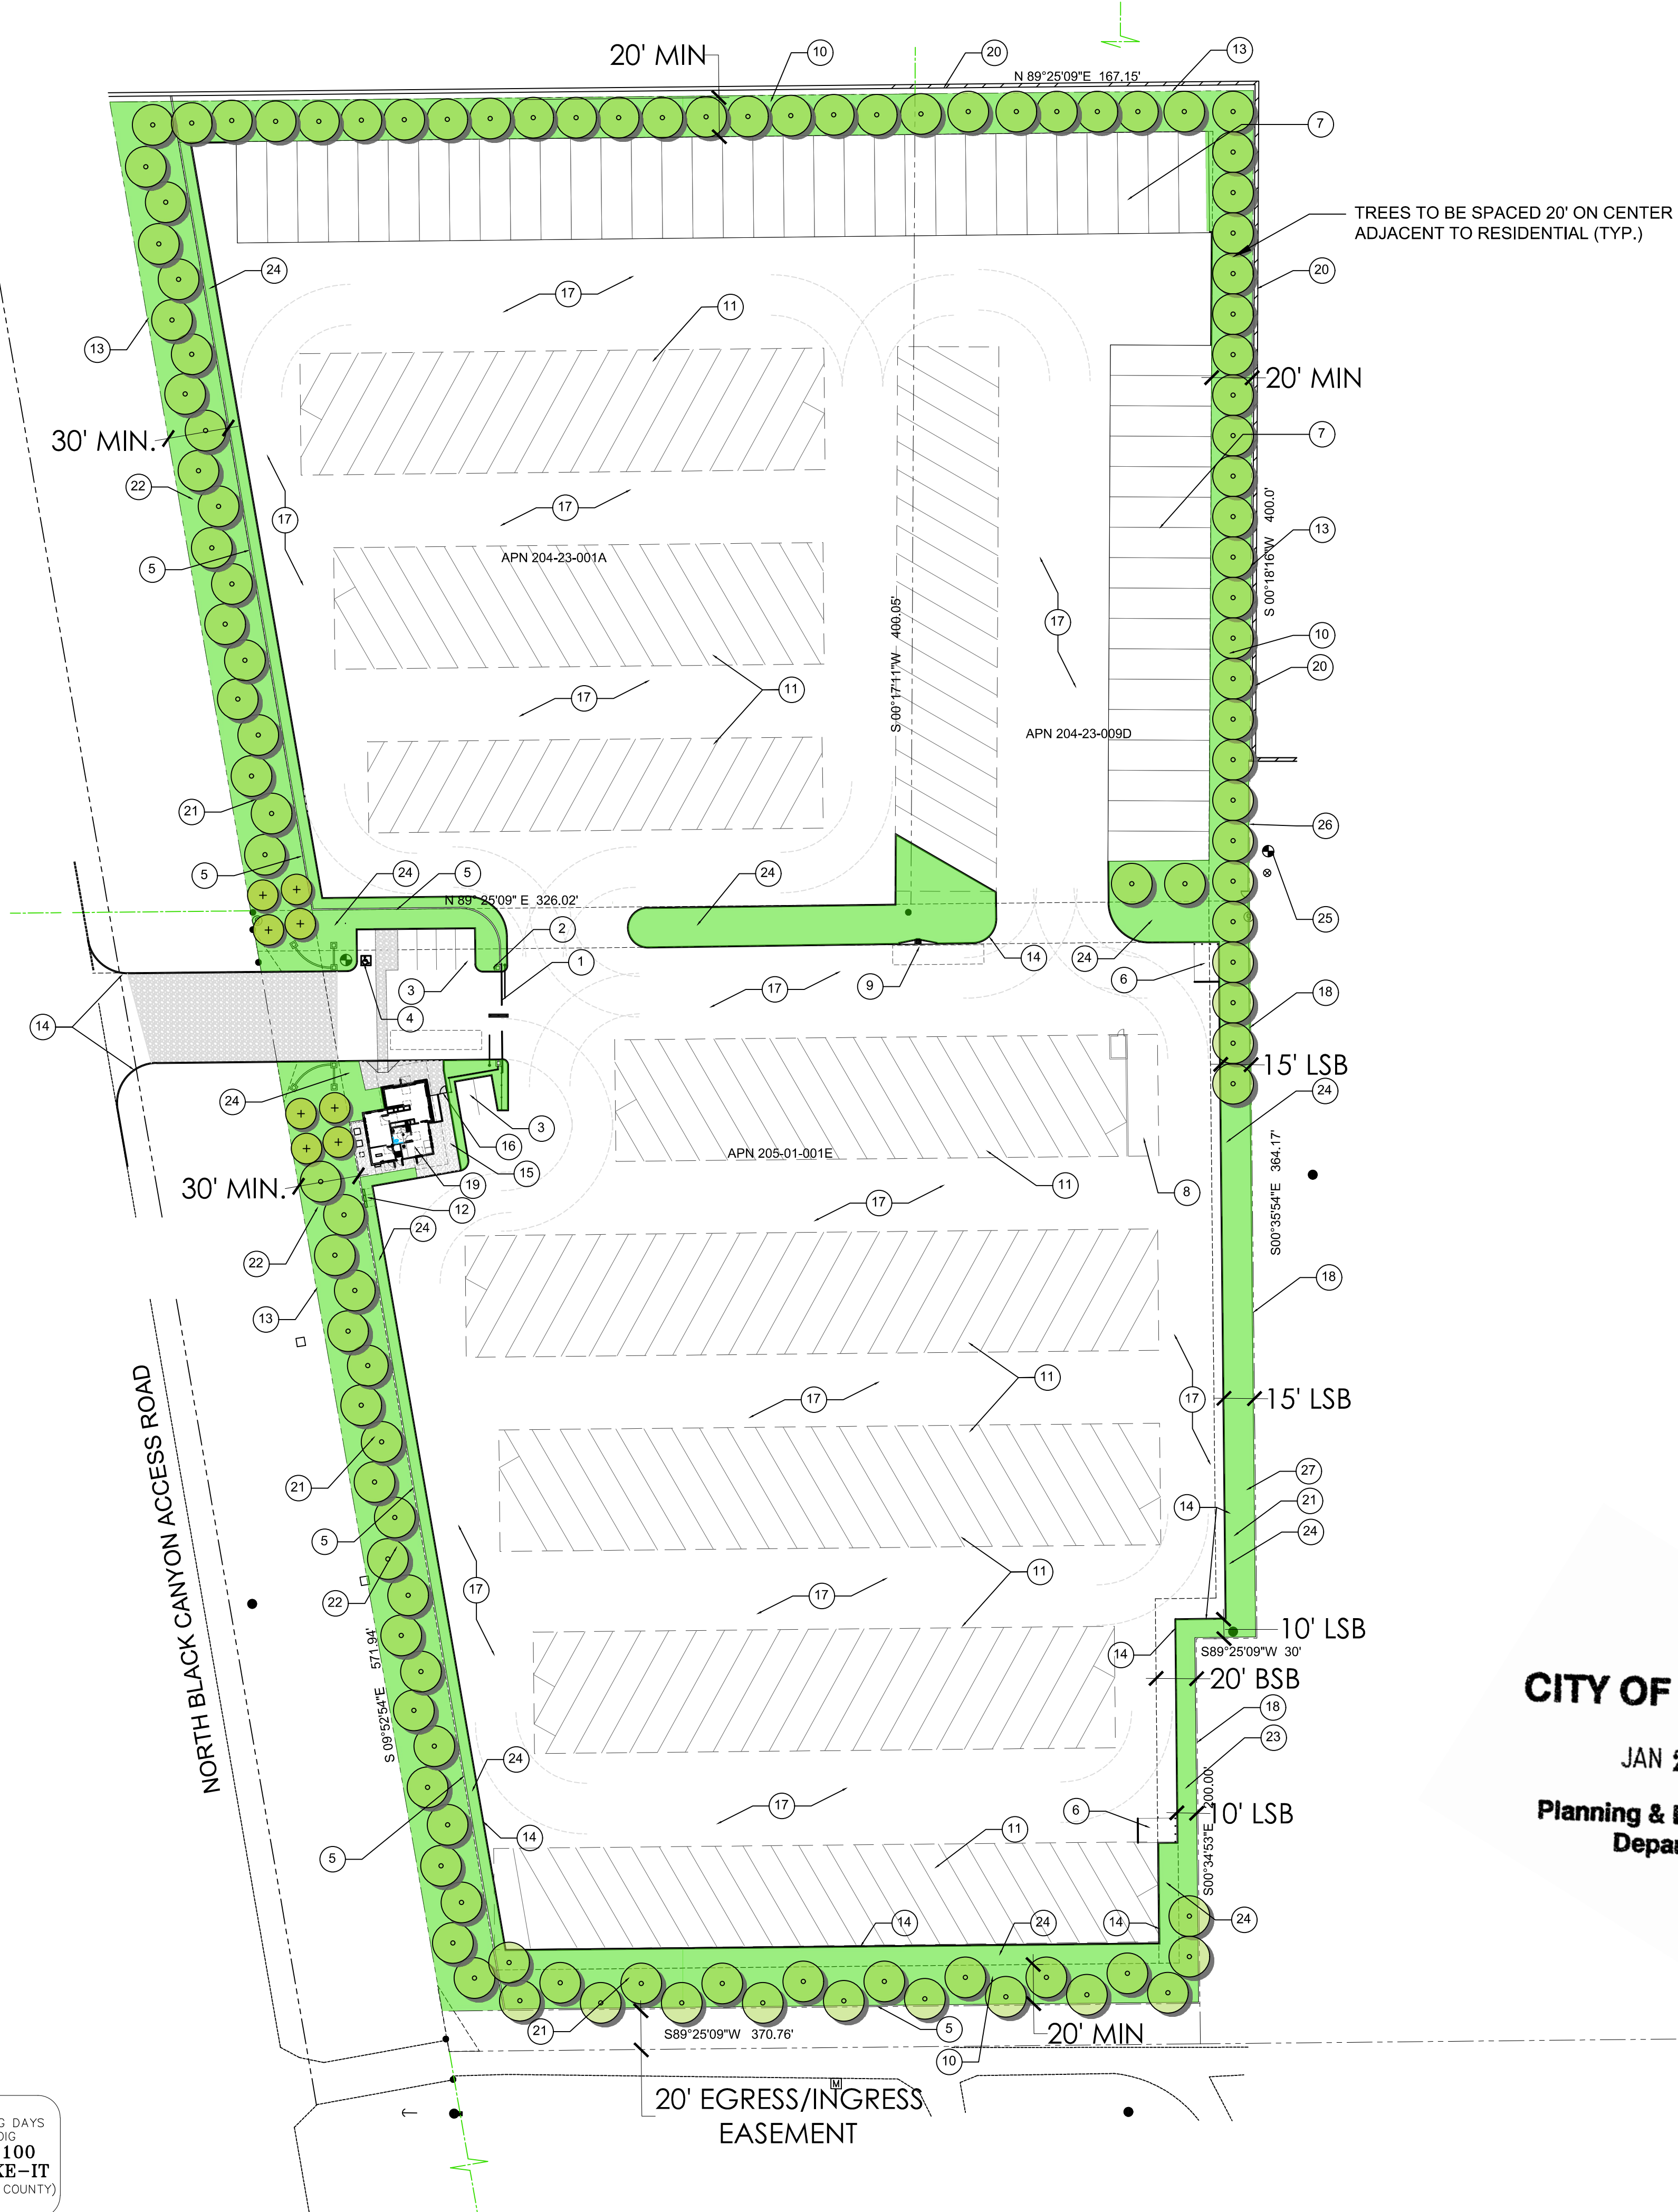 20' MIN
10
20
13
N 89°25'09"E 167.15'
7
TREES TO BE SPACED 20' ON CENTER
ADJACENT TO RESIDENTIAL (TYP.)
24
20
17
11
13
20' MIN
30' MIN.
7
22
17
17
S 00°18'16"W 400.0'
13
APN 204-23-001A
5
S 00°17'11"W 400.05'
17
10
20
17
11
APN 204-23-009D
21
26
5
24
5
24
N 89° 25'09" E 326.02'
25
2
14
24
1
6
17
9
3
4
18
14
15' LSB
24
24
3
16
APN 205-01-001E
15
11
19
8
30' MIN.
12
17
S00°35'54"E 364.17'
24
22
18
13
11
17
17
15' LSB
NORTH BLACK CANYON ACCESS ROAD
27
21
21
14
24
5
11
17
17
22
10' LSB
S 09°52'54"E 571.94'
14
S89°25'09"W 30'
20' BSB
18
23
24
17
6
10' LSB
S00°34'53"E 200.00'
11
14
5
14
24
14
24
21
S89°25'09"W 370.76'
5
20' MIN
10
M
20' EGRESS/INGRESS
EASEMENT
CITY OF
JAN
Planning &
G DAYS
DIG
100
KE-IT
COUNTY)